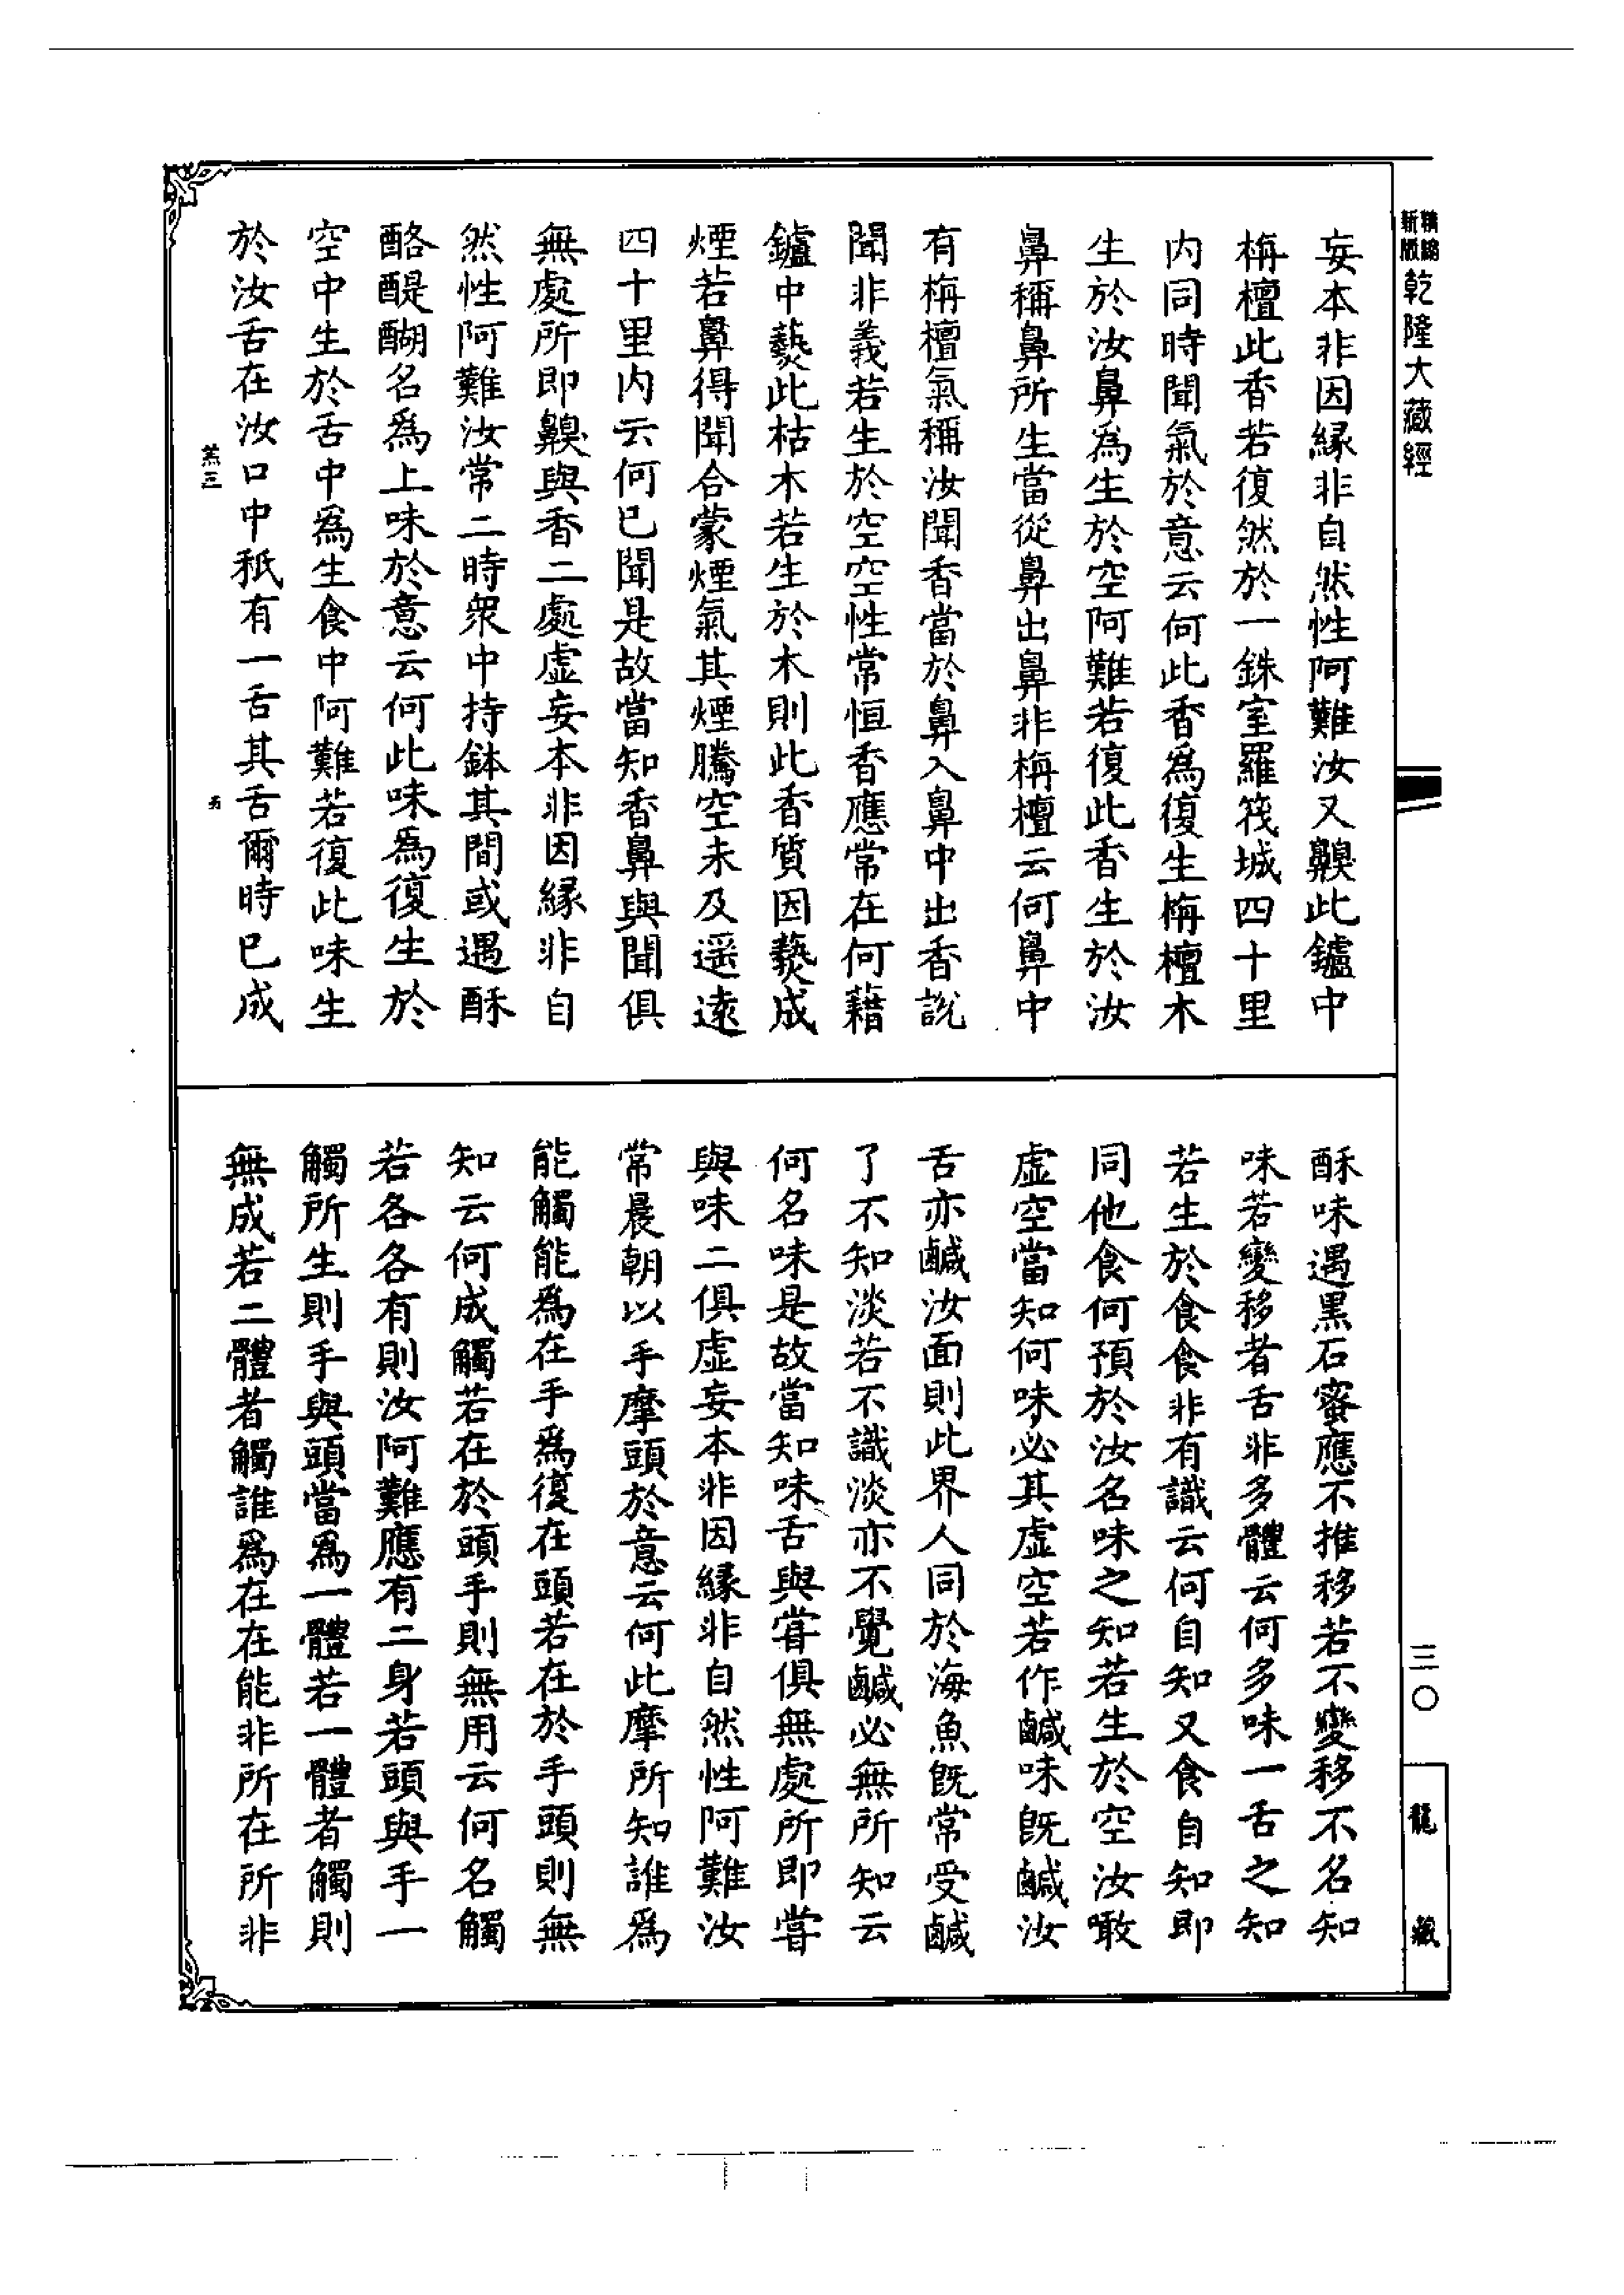 精縮
新版
乾隆大藏經
妄本非因緣非自然性阿難汝又齅此鑪中
栴檀此香若復然於一銖室羅筏城四十里
内同時聞氣於意云何此香為復生栴檀木
生於汝鼻為生於空阿難若復此香生於汝
鼻稱鼻所生當從鼻出鼻非栴檀云何鼻中
有栴檀氣稱汝聞香當於鼻入鼻中出香説
聞非義若生於空空性常恒香應常在何藉
鑪中爇此枯木若生於木則此香質因爇成
煙若鼻得聞合蒙煙氣其煙騰空未及遥遠
四十里内云何已聞是故當知香鼻與聞俱
無處所即齅與香二處虛妄本非因緣非自
然性阿難汝常二時衆中持鉢其間或遇酥
酪醍醐名為上味於意云何此味為復生於
空中生於舌中為生食中阿難若復此味生
於汝舌在汝口中秖有一舌其舌爾時已成
酥味遇黑石蜜應不推移若不變移不名知
味若變移者舌非多體云何多味一舌之知
若生於食食非有識云何自知又食自知即
同他食何預於汝名味之知若生於空汝噉
虛空當知何味必其虛空若作鹹味既鹹汝
舌亦鹹汝面則此界人同於海魚既常受鹹
了不知淡若不識淡亦不覺鹹必無所知云
何名味是故當知味舌與甞俱無處所即甞
與味二俱虛妄本非因緣非自然性阿難汝
常晨朝以手摩頭於意云何此摩所知誰為
能觸能為在手為復在頭若在於手頭則無
知云何成觸若在於頭手則無用云何名觸
若各各有則汝阿難應有二身若頭與手一
觸所生則手與頭當為一體若一體者觸則
無成若二體者觸誰為在在能非所在所非
三〇
龍藏